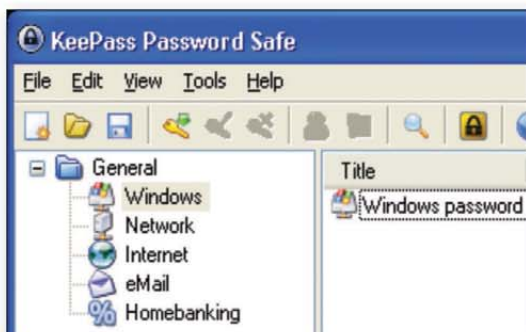 KeePass Password Safe
File Edit View Tools Help
General
Windows
Network
Internet
eMail
Homebanking
Title
Windows password